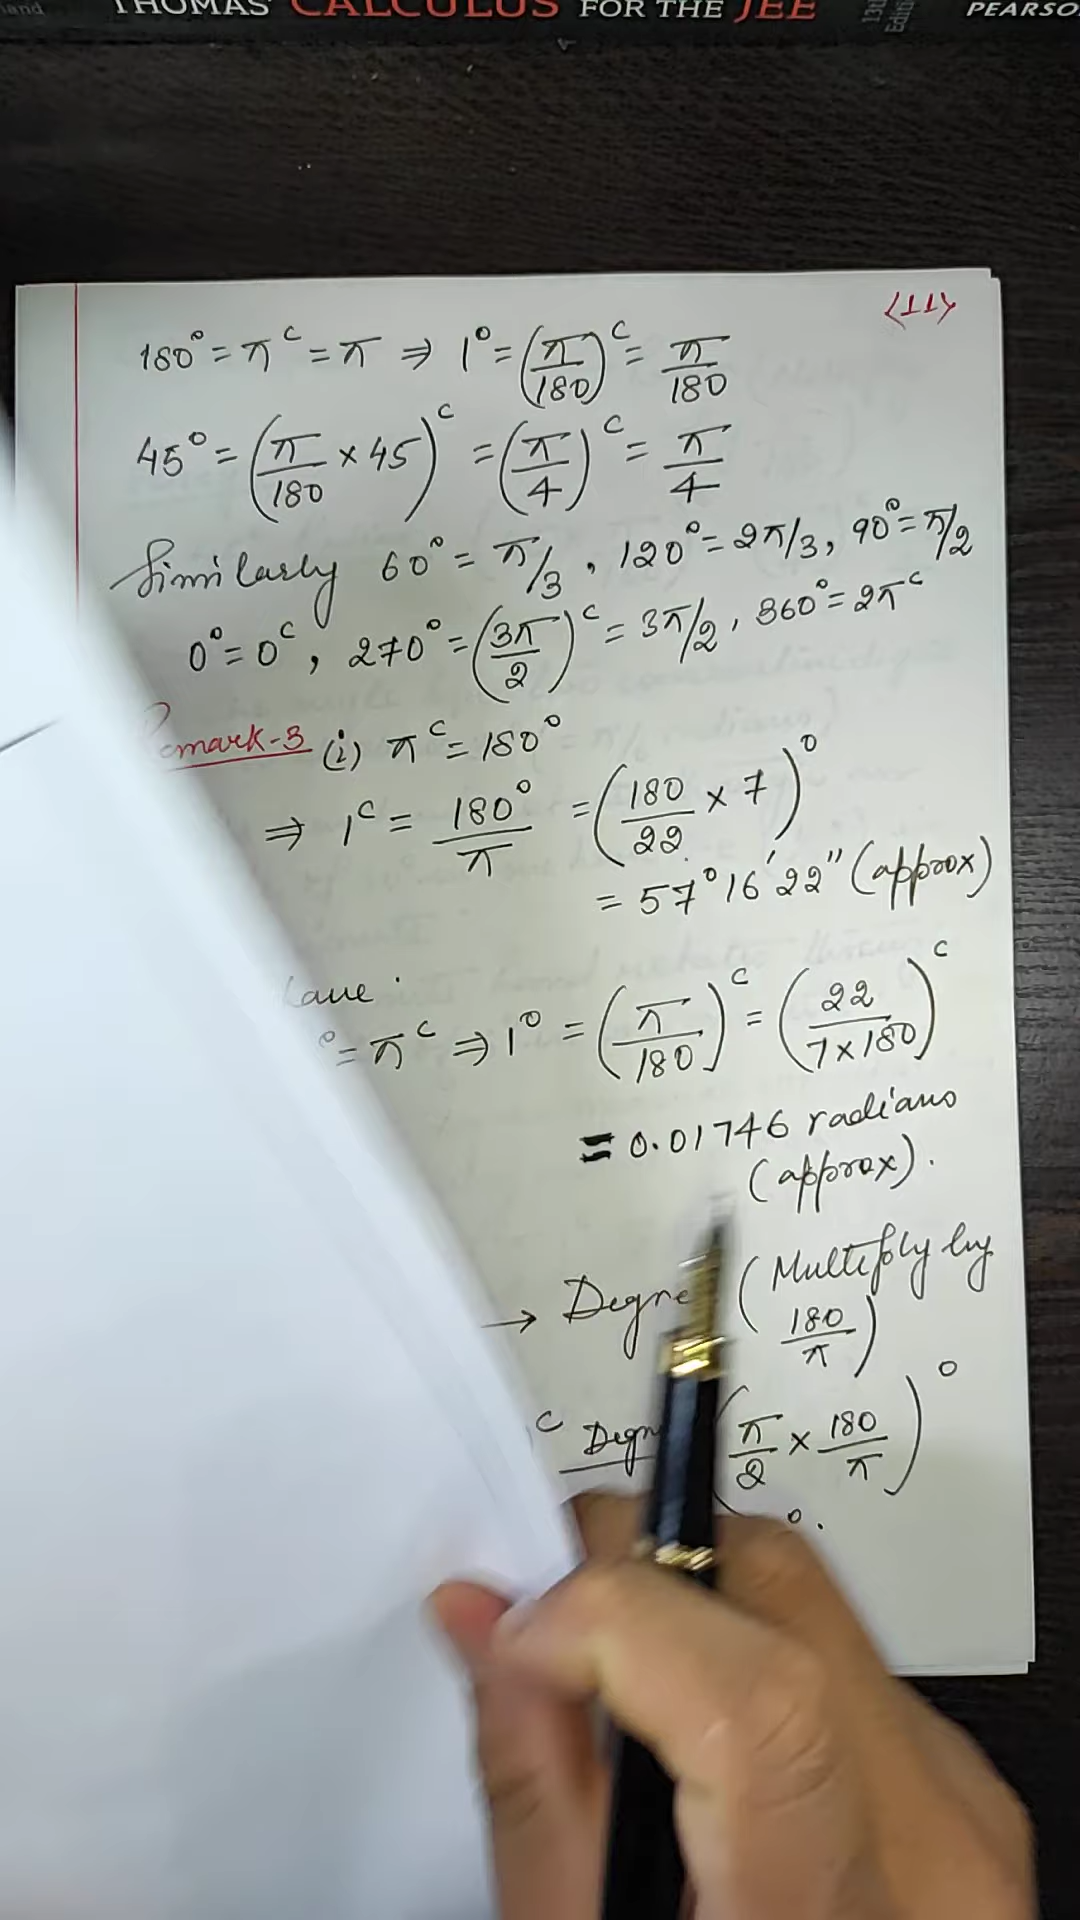 THOMAS CALCULUS FOR THE JEE 13th PEARSO
<11>
180° = π^c = π ⇒ 1° = (π/180)^c = π/180
45° = (π/180 × 45)^c = (π/4)^c = π/4
Similarly 60° = π/3, 120° = 2π/3, 90° = π/2
0° = 0^c, 270° = (3π/2)^c = 3π/2, 360° = 2π^c
emark-3 (i) π^c = 180°
⇒ 1^c = 180°/π = (180/22 × 7)°
= 57° 16' 22" (approx)
° = π^c ⇒ 1° = (π/180)^c = (22/7×180)^c
= 0.01746 radians
(approx).
→ Degre (Multiply by
180/π)
c Degr (π/2 × 180/π)°
°.